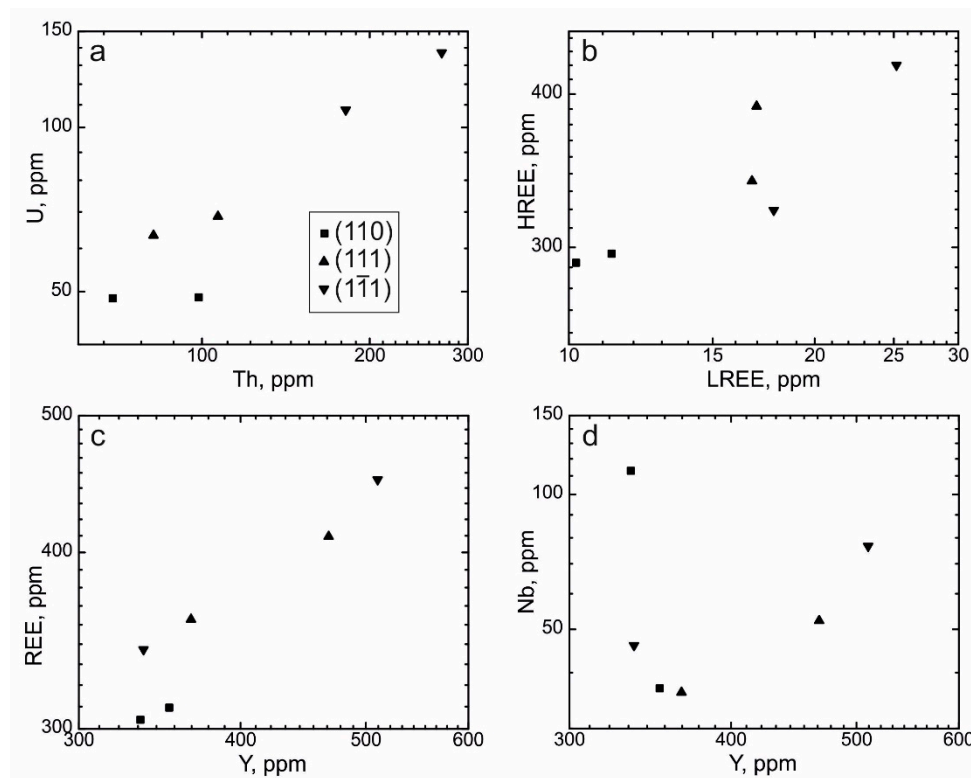 a
150
100
50
U, ppm
100
200
300
Th, ppm
(110)
(111)
(11̅1)
b
400
300
HREE, ppm
10
15
20
25
30
LREE, ppm
c
500
400
300
REE, ppm
300
400
500
600
Y, ppm
d
150
100
50
Nb, ppm
300
400
500
600
Y, ppm